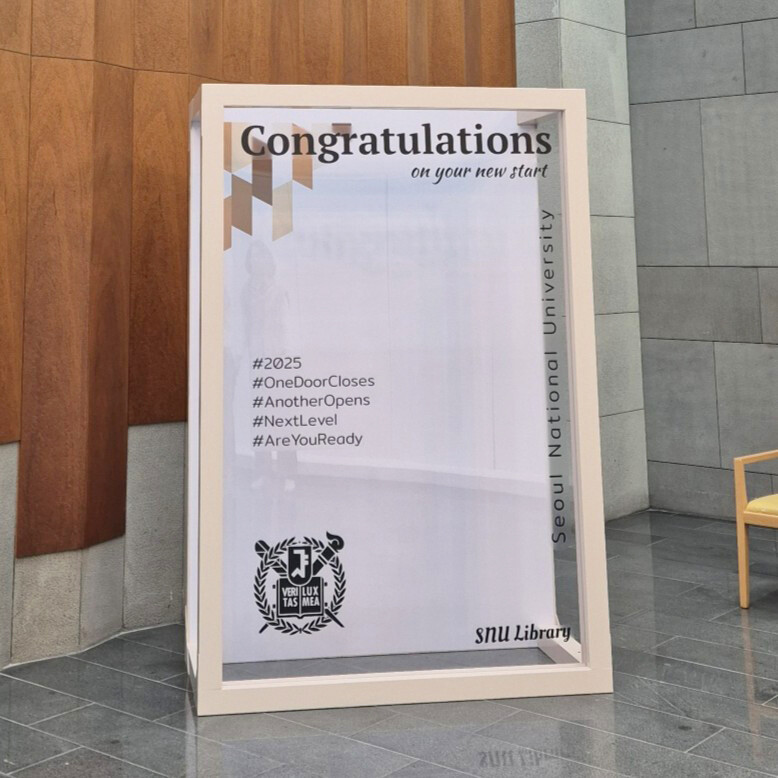 Congratulations
on your new start
Seoul National University
#2025
#OneDoorCloses
#AnotherOpens
#NextLevel
#AreYouReady
VERI LUX
TAS MEA
SNU Library